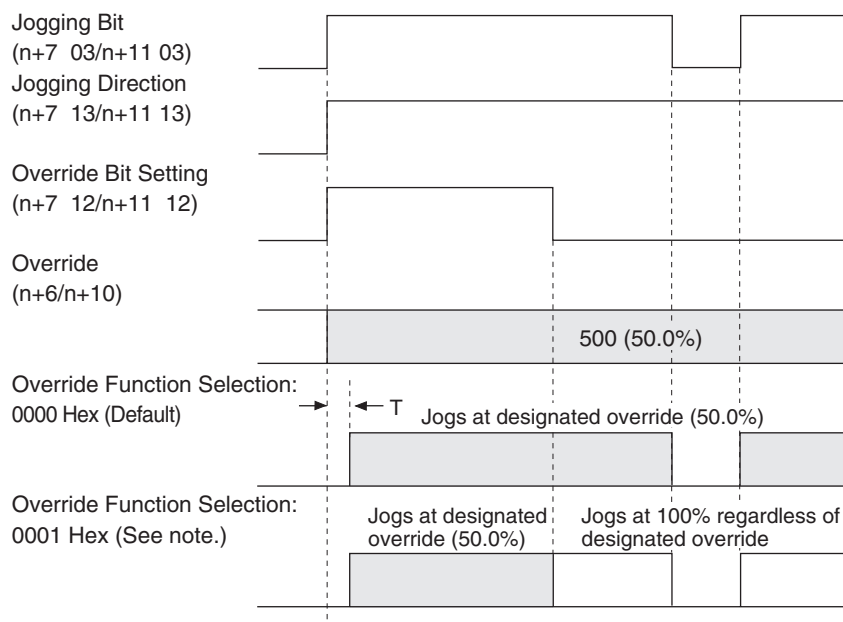 Jogging Bit
(n+7 03/n+11 03)
Jogging Direction
(n+7 13/n+11 13)
Override Bit Setting
(n+7 12/n+11 12)
Override
(n+6/n+10)
500 (50.0%)
Override Function Selection:
0000 Hex (Default)
T
Jogs at designated override (50.0%)
Override Function Selection:
0001 Hex (See note.)
Jogs at designated
override (50.0%)
Jogs at 100% regardless of
designated override